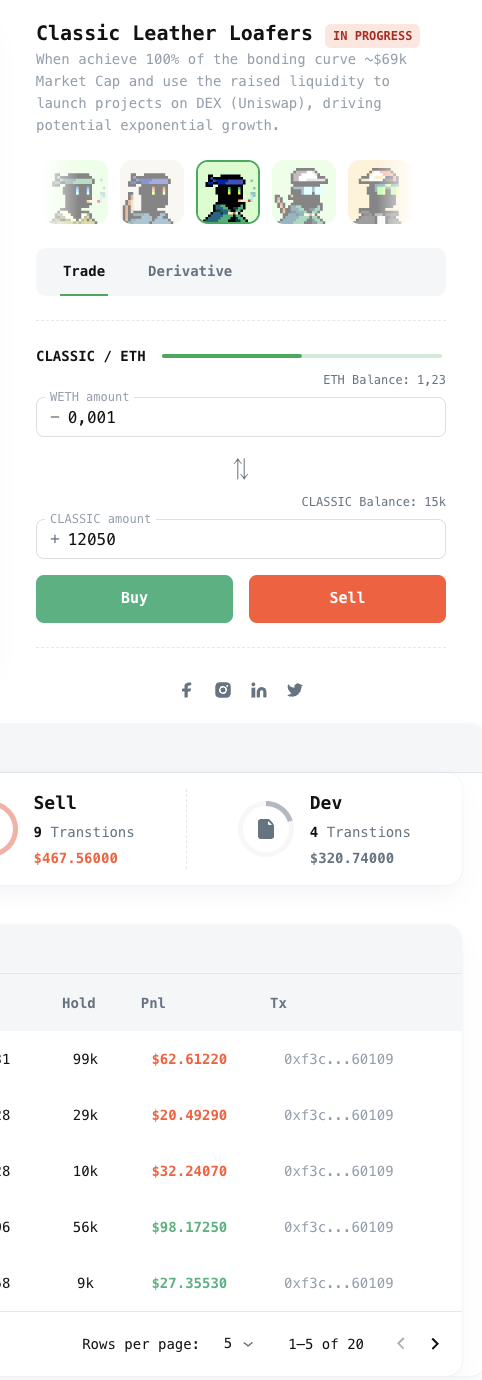 Classic Leather Loafers IN PROGRESS
When achieve 100% of the bonding curve ~$69k
Market Cap and use the raised liquidity to
launch projects on DEX (Uniswap), driving
potential exponential growth.
Trade Derivative
CLASSIC / ETH
ETH Balance: 1,23
WETH amount
− 0,001
CLASSIC Balance: 15k
CLASSIC amount
+ 12050
Buy Sell
Sell Dev
9 Transtions 4 Transtions
$467.56000 $320.74000
Hold Pnl Tx
99k $62.61220 0xf3c...60109
29k $20.49290 0xf3c...60109
10k $32.24070 0xf3c...60109
56k $98.17250 0xf3c...60109
9k $27.35530 0xf3c...60109
Rows per page: 5 1–5 of 20